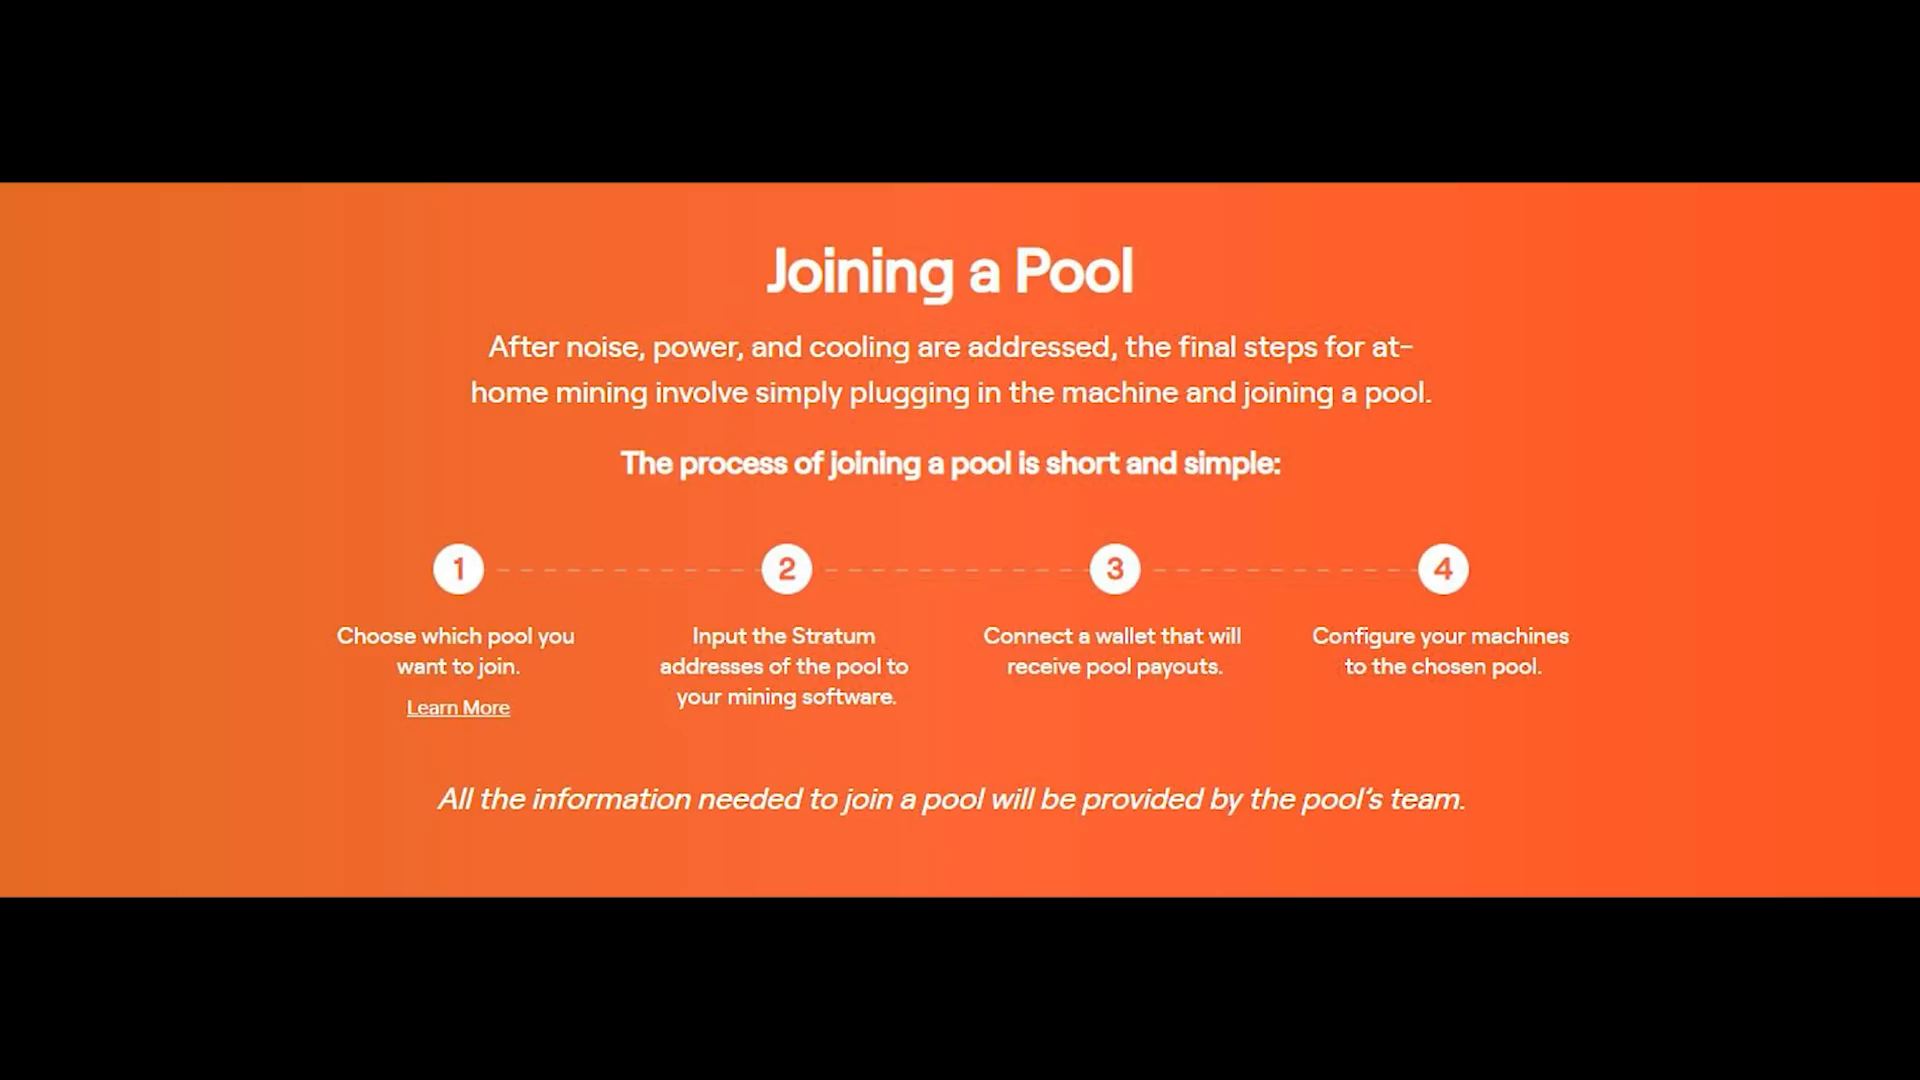 Joining a Pool
After noise, power, and cooling are addressed, the final steps for at-
home mining involve simply plugging in the machine and joining a pool.
The process of joining a pool is short and simple:
1
Choose which pool you
want to join.
Learn More
2
Input the Stratum
addresses of the pool to
your mining software.
3
Connect a wallet that will
receive pool payouts.
4
Configure your machines
to the chosen pool.
All the information needed to join a pool will be provided by the pool's team.